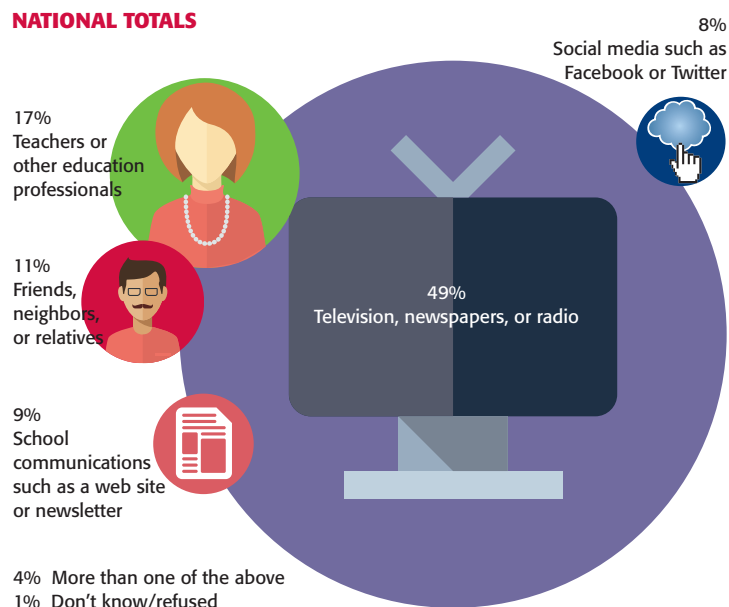 NATIONAL TOTALS
8%
Social media such as
Facebook or Twitter
17%
Teachers or
other education
professionals
11%
Friends,
neighbors,
or relatives
49%
Television, newspapers, or radio
9%
School
communications
such as a web site
or newsletter
4% More than one of the above
1% Don't know/refused